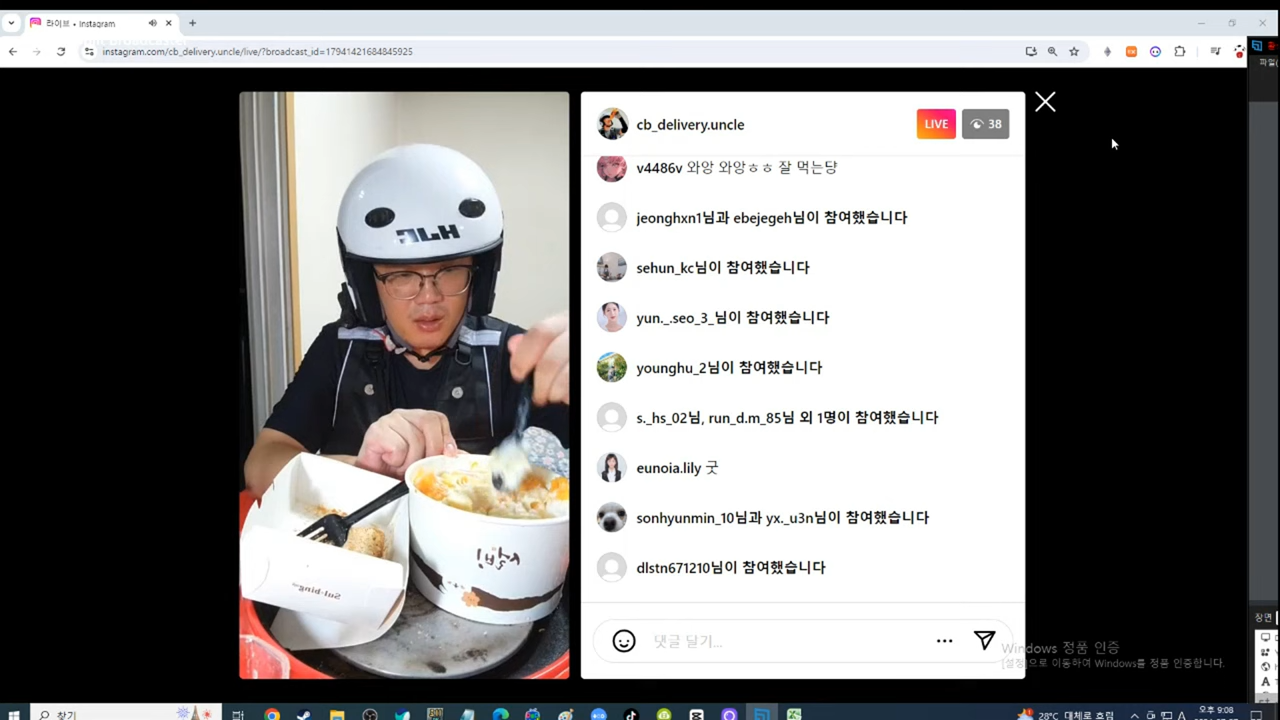 라이브 • Instagram
instagram.com/cb_delivery.uncle/live/?broadcast_id=17941421684845925
파일(
cb_delivery.uncle
LIVE
38
v4486v 와앙 와앙ㅎㅎ 잘 먹는댱
jeonghxn1님과 ebejegeh님이 참여했습니다
sehun_kc님이 참여했습니다
yun._.seo_3_님이 참여했습니다
younghu_2님이 참여했습니다
s._hs_02님, run_d.m_85님 외 1명이 참여했습니다
eunoia.lily 굿
sonhyunmin_10님과 yx._u3n님이 참여했습니다
dlstn671210님이 참여했습니다
댓글 달기...
HJC
설빙
Sul-bing
장면
Windows 정품 인증
[설정]으로 이동하여 Windows를 정품 인증합니다.
찾기
28°C 대체로 흐림
오후 9:08